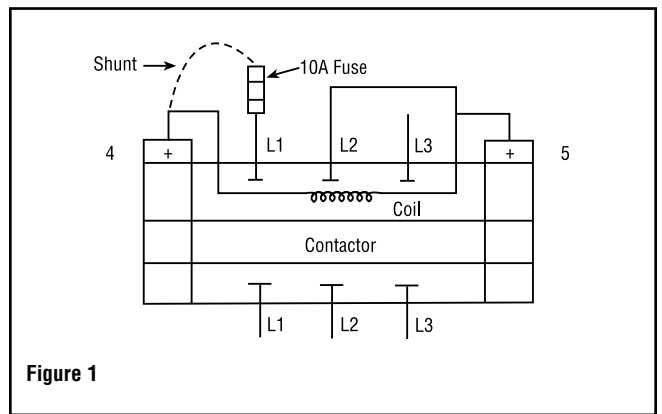 Shunt
10A Fuse
L1 L2 L3
4 + + 5
Coil
Contactor
L1 L2 L3
Figure 1